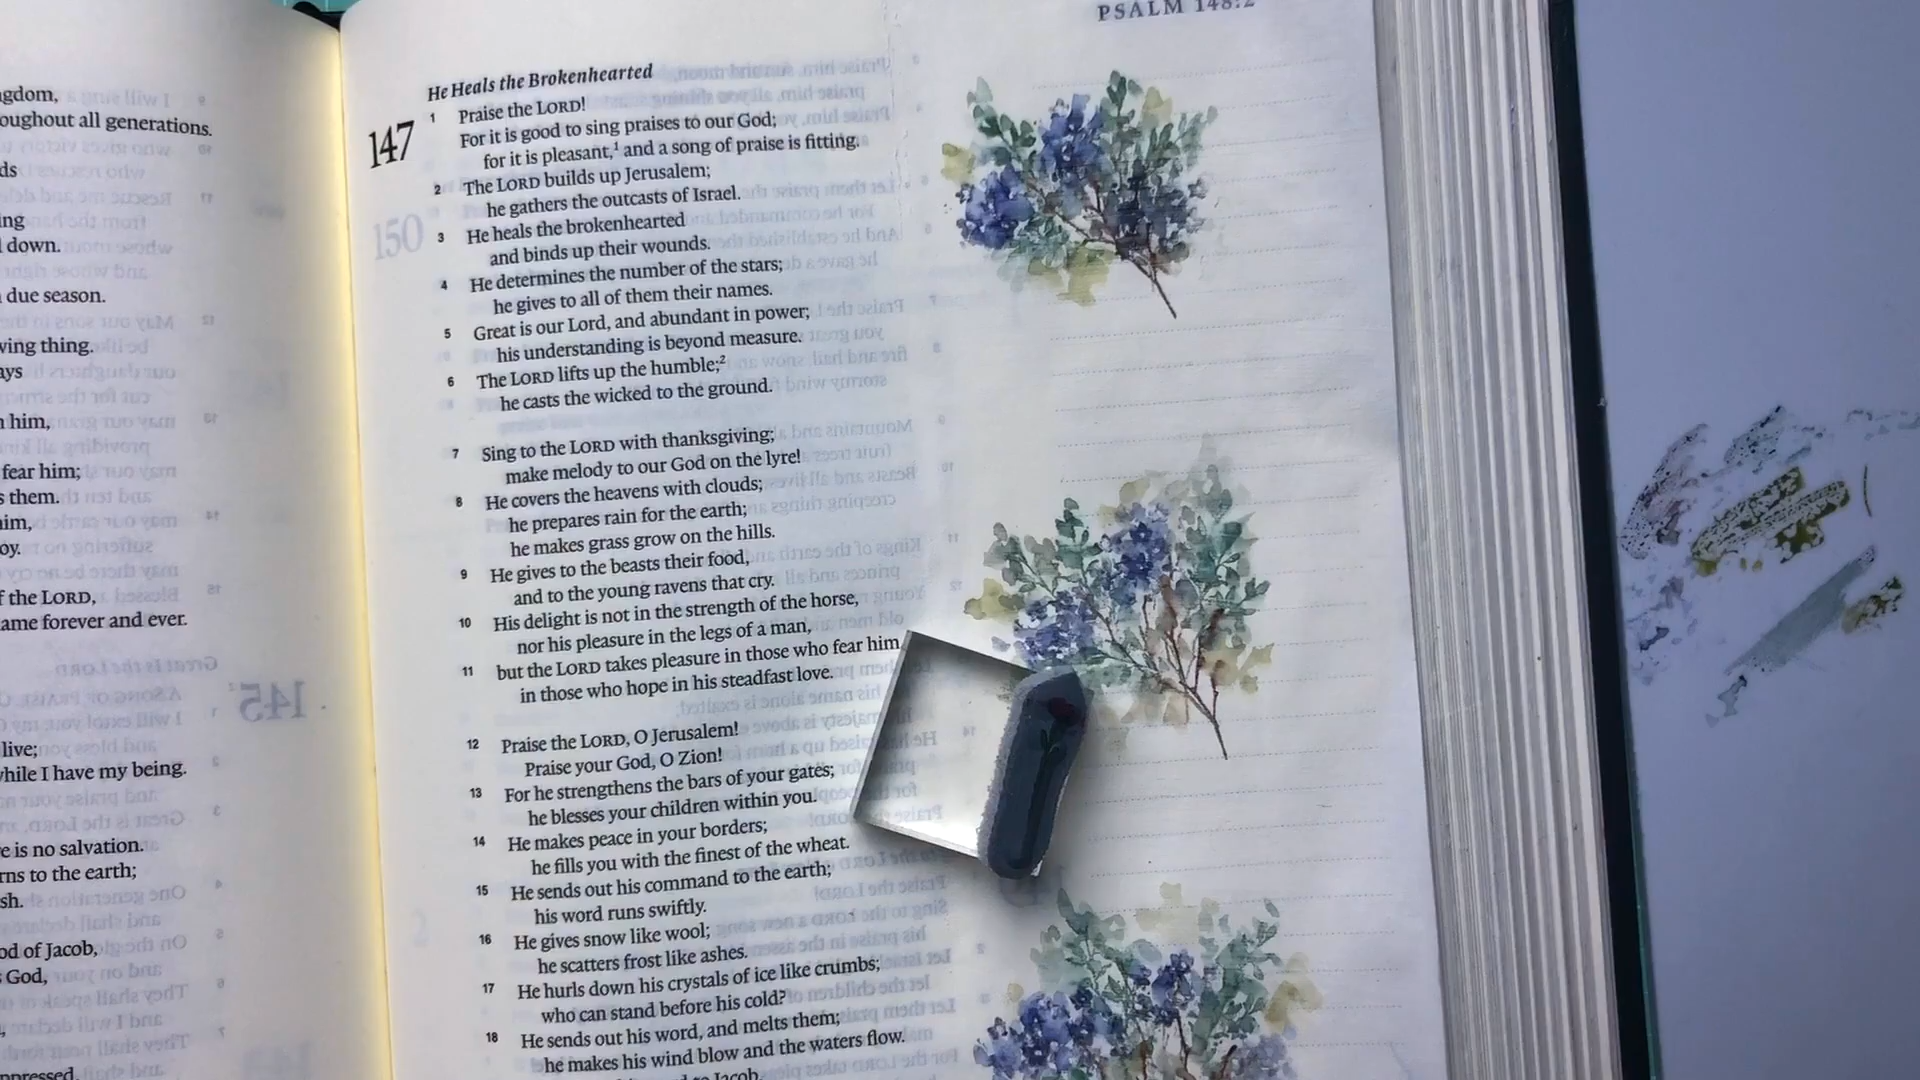 PSALM 148:2
gdom,
oughout all generations.
ds
ing
down.
due season.
ving thing.
ays
him,
fear him;
s them.
im,
oy.
f the LORD,
ame forever and ever.
live;
while I have my being.
e is no salvation.
rns to the earth;
sh.
od of Jacob,
God,
ppressed.
He Heals the Brokenhearted
147
1 Praise the LORD!
For it is good to sing praises to our God;
for it is pleasant,¹ and a song of praise is fitting.
2 The LORD builds up Jerusalem;
he gathers the outcasts of Israel.
3 He heals the brokenhearted
and binds up their wounds.
4 He determines the number of the stars;
he gives to all of them their names.
5 Great is our Lord, and abundant in power;
his understanding is beyond measure.
6 The LORD lifts up the humble;²
he casts the wicked to the ground.
7 Sing to the LORD with thanksgiving;
make melody to our God on the lyre!
8 He covers the heavens with clouds;
he prepares rain for the earth;
he makes grass grow on the hills.
9 He gives to the beasts their food,
and to the young ravens that cry.
10 His delight is not in the strength of the horse,
nor his pleasure in the legs of a man,
11 but the LORD takes pleasure in those who fear him,
in those who hope in his steadfast love.
12 Praise the LORD, O Jerusalem!
Praise your God, O Zion!
13 For he strengthens the bars of your gates;
he blesses your children within you.
14 He makes peace in your borders;
he fills you with the finest of the wheat.
15 He sends out his command to the earth;
his word runs swiftly.
16 He gives snow like wool;
he scatters frost like ashes.
17 He hurls down his crystals of ice like crumbs;
who can stand before his cold?
18 He sends out his word, and melts them;
he makes his wind blow and the waters flow.
to Jacob,